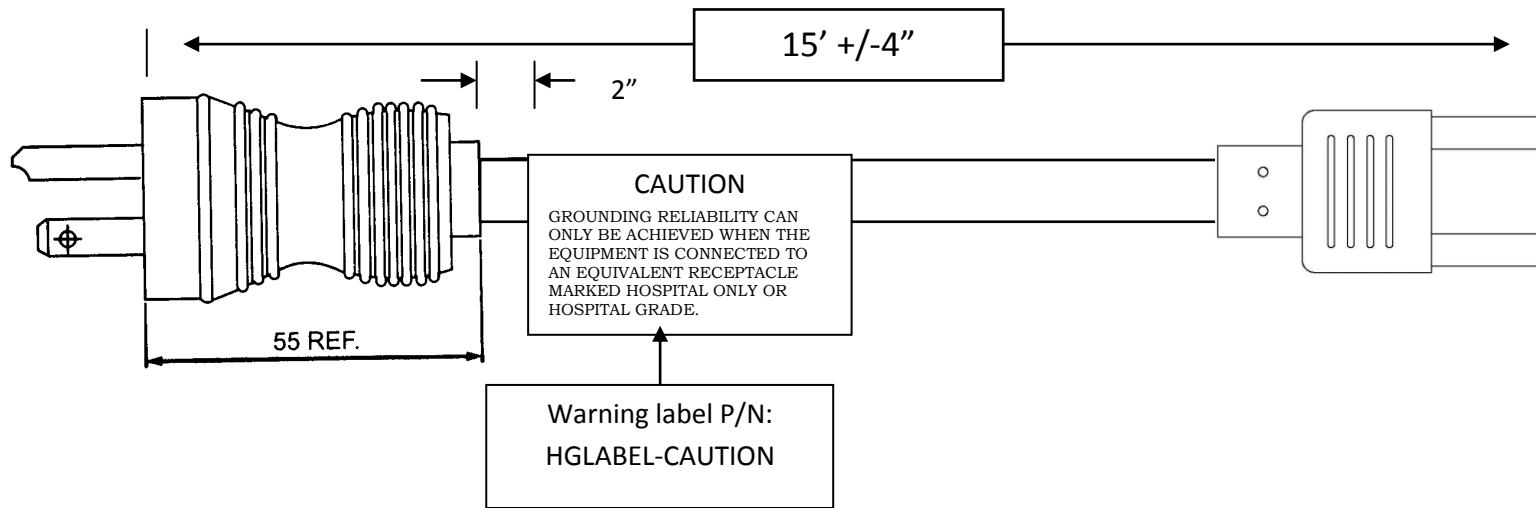 15’ +/-4”
2”
CAUTION
GROUNDING RELIABILITY CAN
ONLY BE ACHIEVED WHEN THE
EQUIPMENT IS CONNECTED TO
AN EQUIVALENT RECEPTACLE
MARKED HOSPITAL ONLY OR
HOSPITAL GRADE.
55 REF.
Warning label P/N:
HGLABEL-CAUTION